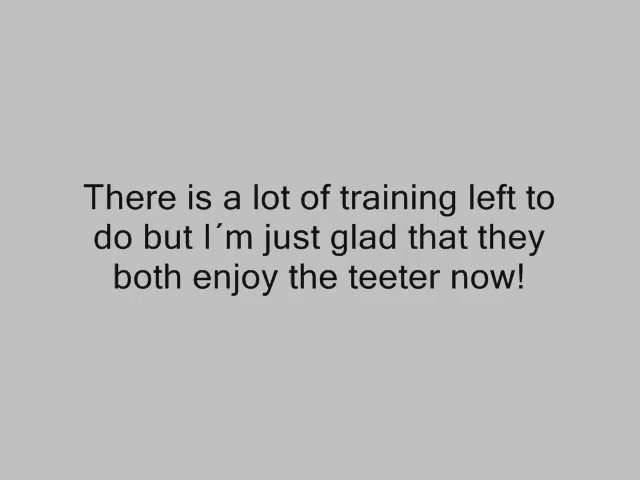 There is a lot of training left to
do but I´m just glad that they
both enjoy the teeter now!